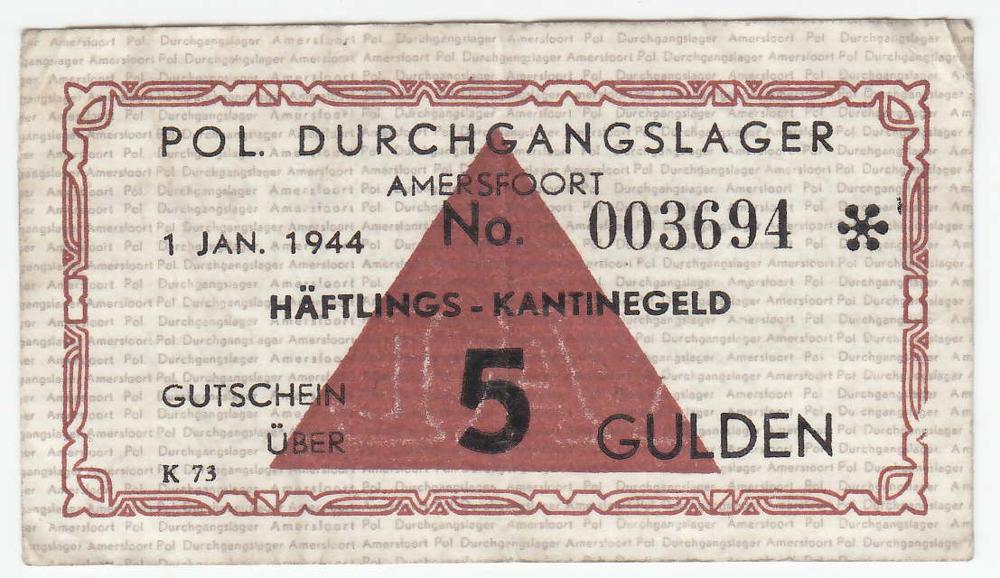 POL. DURCHGANGSLAGER
AMERSFOORT
No. 003694 *
1 JAN. 1944
HÄFTLINGS - KANTINEGELD
GUTSCHEIN
ÜBER
5 GULDEN
K 73